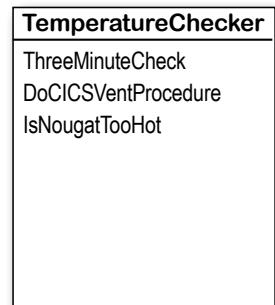 TemperatureChecker
ThreeMinuteCheck
DoCICSVentProcedure
IsNougatTooHot